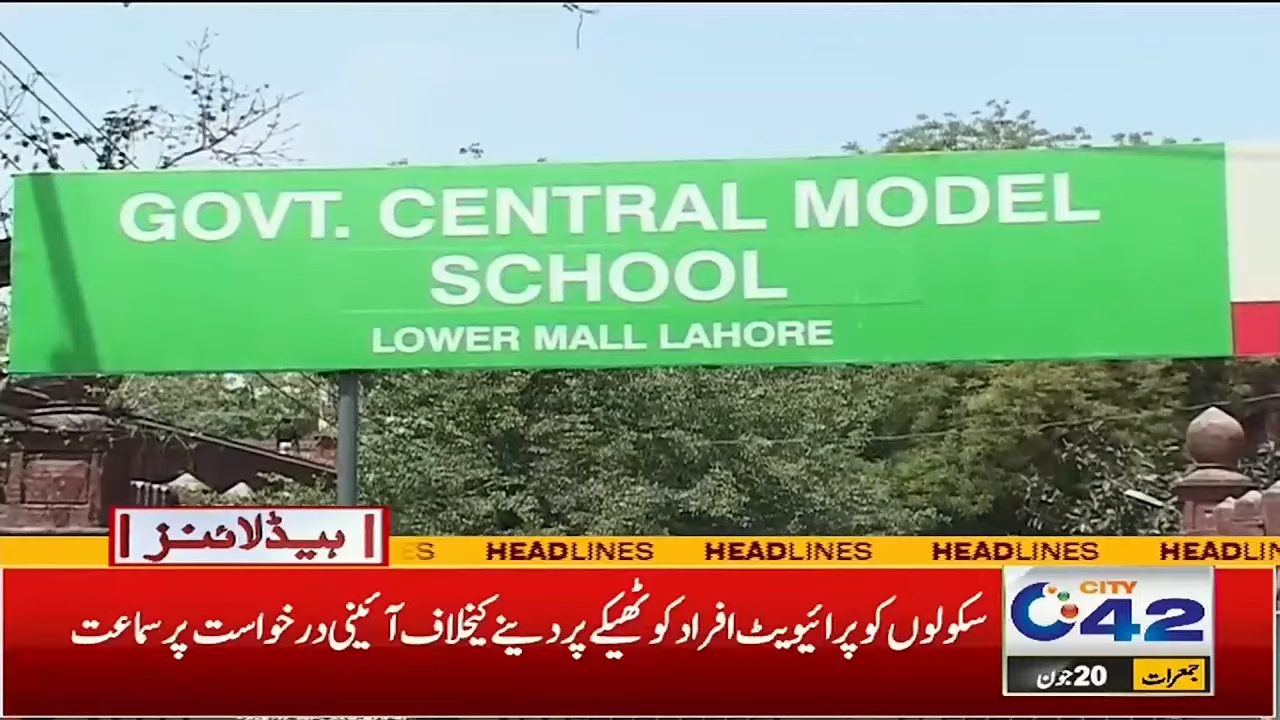 GOVT. CENTRAL MODEL
SCHOOL
LOWER MALL LAHORE
ہیڈلائنز
ES HEADLINES HEADLINES HEADLINES HEADLIN
سکولوں کو پرائیویٹ افراد کو ٹھیکے پر دینے کیخلاف آئینی درخواست پر سماعت
CITY
42
جمعرات 20 جون